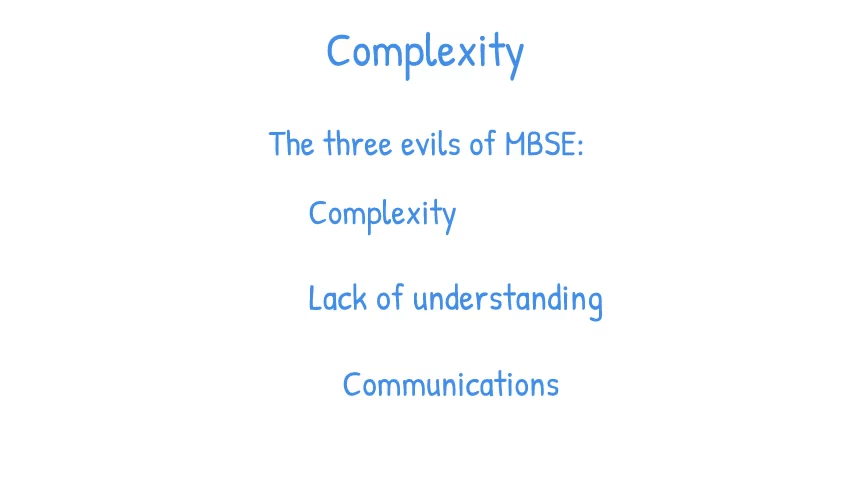 Complexity
The three evils of MBSE:
Complexity
Lack of understanding
Communications